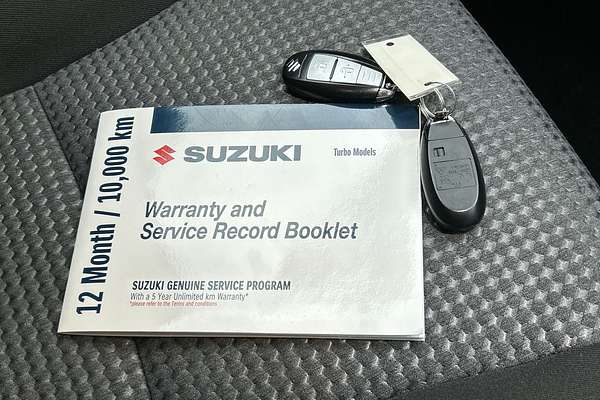 12 Month / 10,000 km
SUZUKI
Turbo Models
Warranty and
Service Record Booklet
SUZUKI GENUINE SERVICE PROGRAM
With a 5 Year Unlimited km Warranty*
*please refer to the Terms and conditions